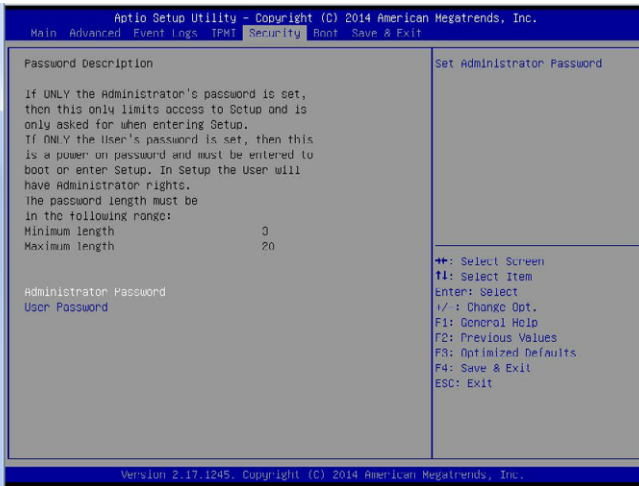 Aptio Setup Utility – Copyright (C) 2014 American Megatrends, Inc.
Main Advanced Event Logs IPMI Security Boot Save & Exit
Password Description
If ONLY the Administrator's password is set,
then this only limits access to Setup and is
only asked for when entering Setup.
If ONLY the User's password is set, then this
is a power on password and must be entered to
boot or enter Setup. In Setup the User will
have Administrator rights.
The password length must be
in the following range:
Minimum length 3
Maximum length 20
Administrator Password
User Password
Set Administrator Password
→←: Select Screen
↑↓: Select Item
Enter: Select
+/-: Change Opt.
F1: General Help
F2: Previous Values
F3: Optimized Defaults
F4: Save & Exit
ESC: Exit
Version 2.17.1245. Copyright (C) 2014 American Megatrends, Inc.